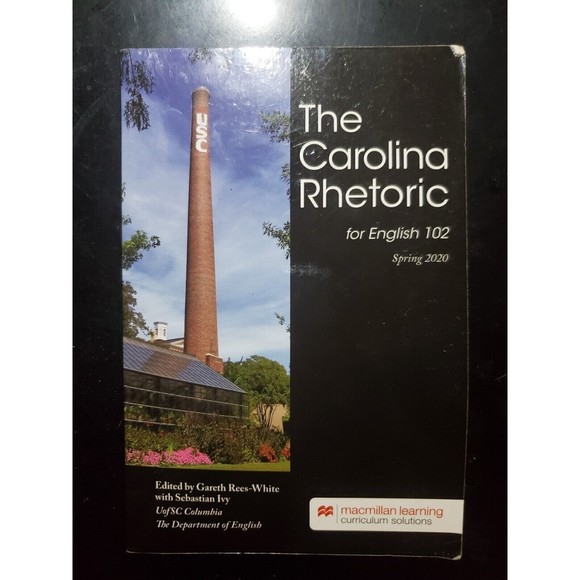 USC
The
Carolina
Rhetoric
for English 102
Spring 2020
Edited by Gareth Rees-White
with Sebastian Ivy
UofSC Columbia
The Department of English
macmillan learning
curriculum solutions